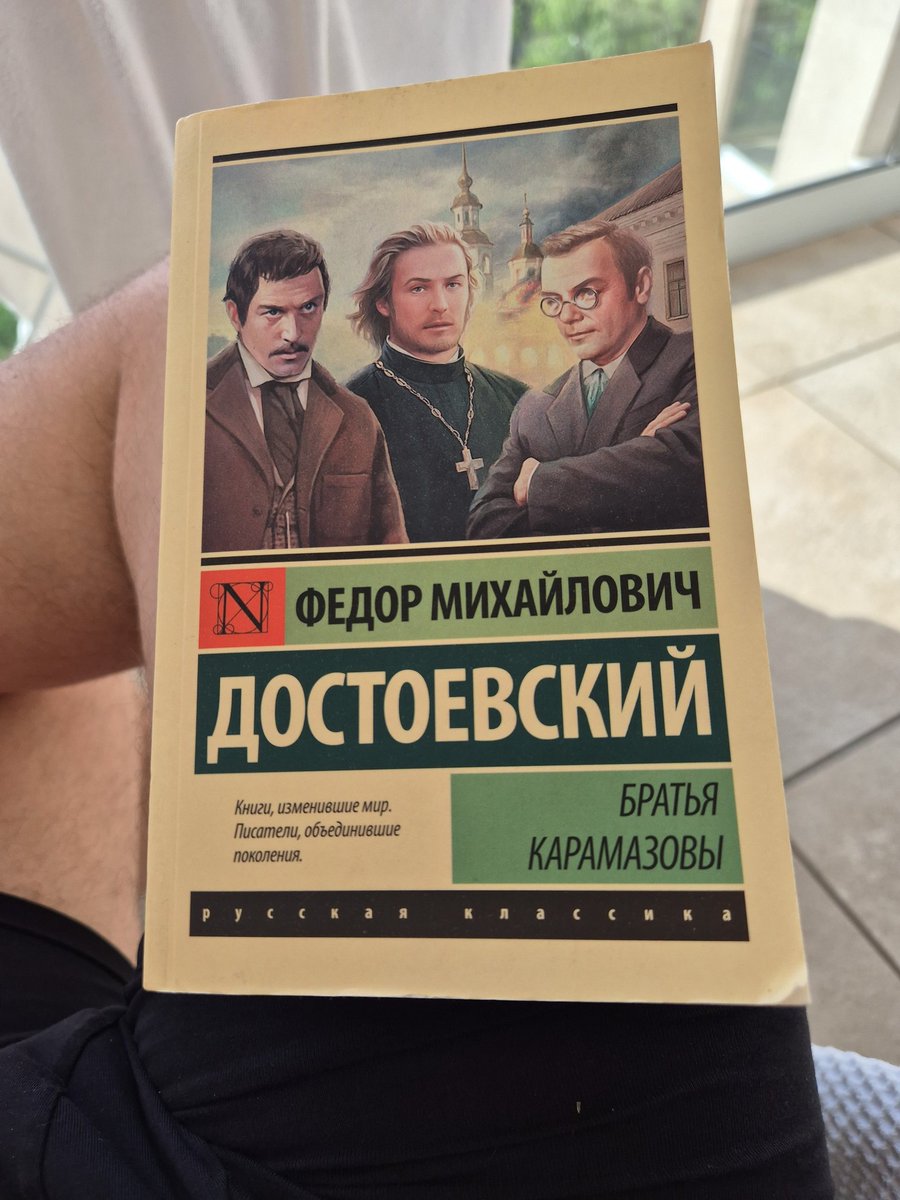 N ФЕДОР МИХАЙЛОВИЧ
ДОСТОЕВСКИЙ
Книги, изменившие мир.
Писатели, объединившие
поколения.
БРАТЬЯ
КАРАМАЗОВЫ
русская классика